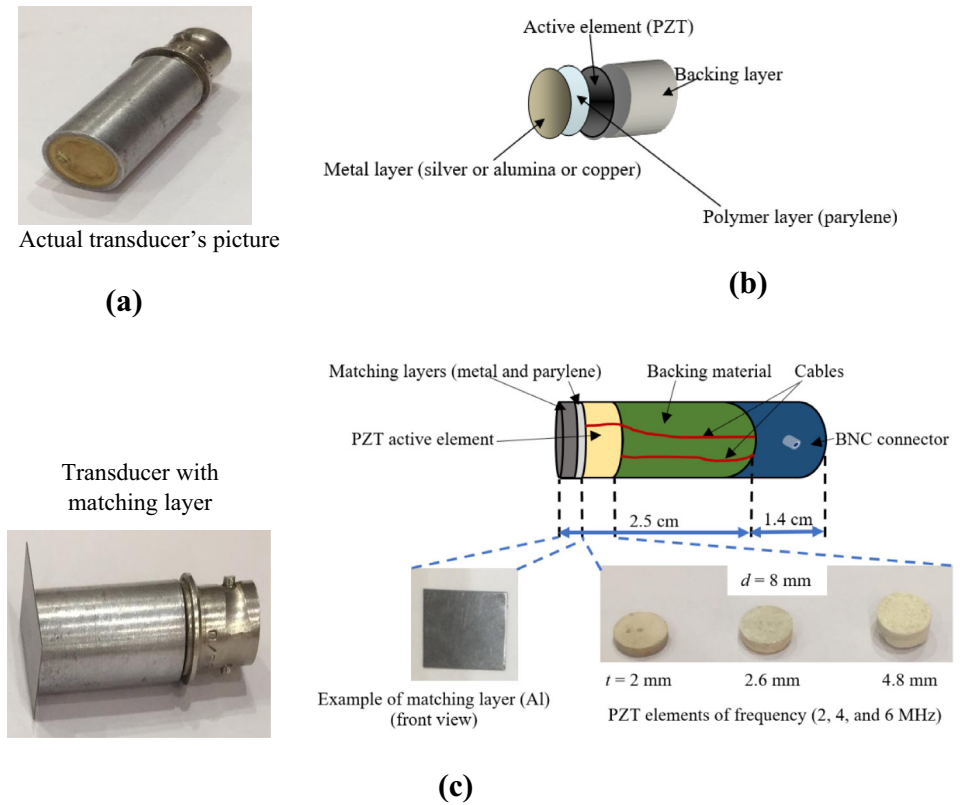 Actual transducer's picture
(a)
Active element (PZT)
Backing layer
Metal layer (silver or alumina or copper)
Polymer layer (parylene)
(b)
Transducer with
matching layer
Matching layers (metal and parylene)
Backing material
Cables
PZT active element
BNC connector
2.5 cm
1.4 cm
d = 8 mm
t = 2 mm
2.6 mm
4.8 mm
Example of matching layer (Al)
(front view)
PZT elements of frequency (2, 4, and 6 MHz)
(c)